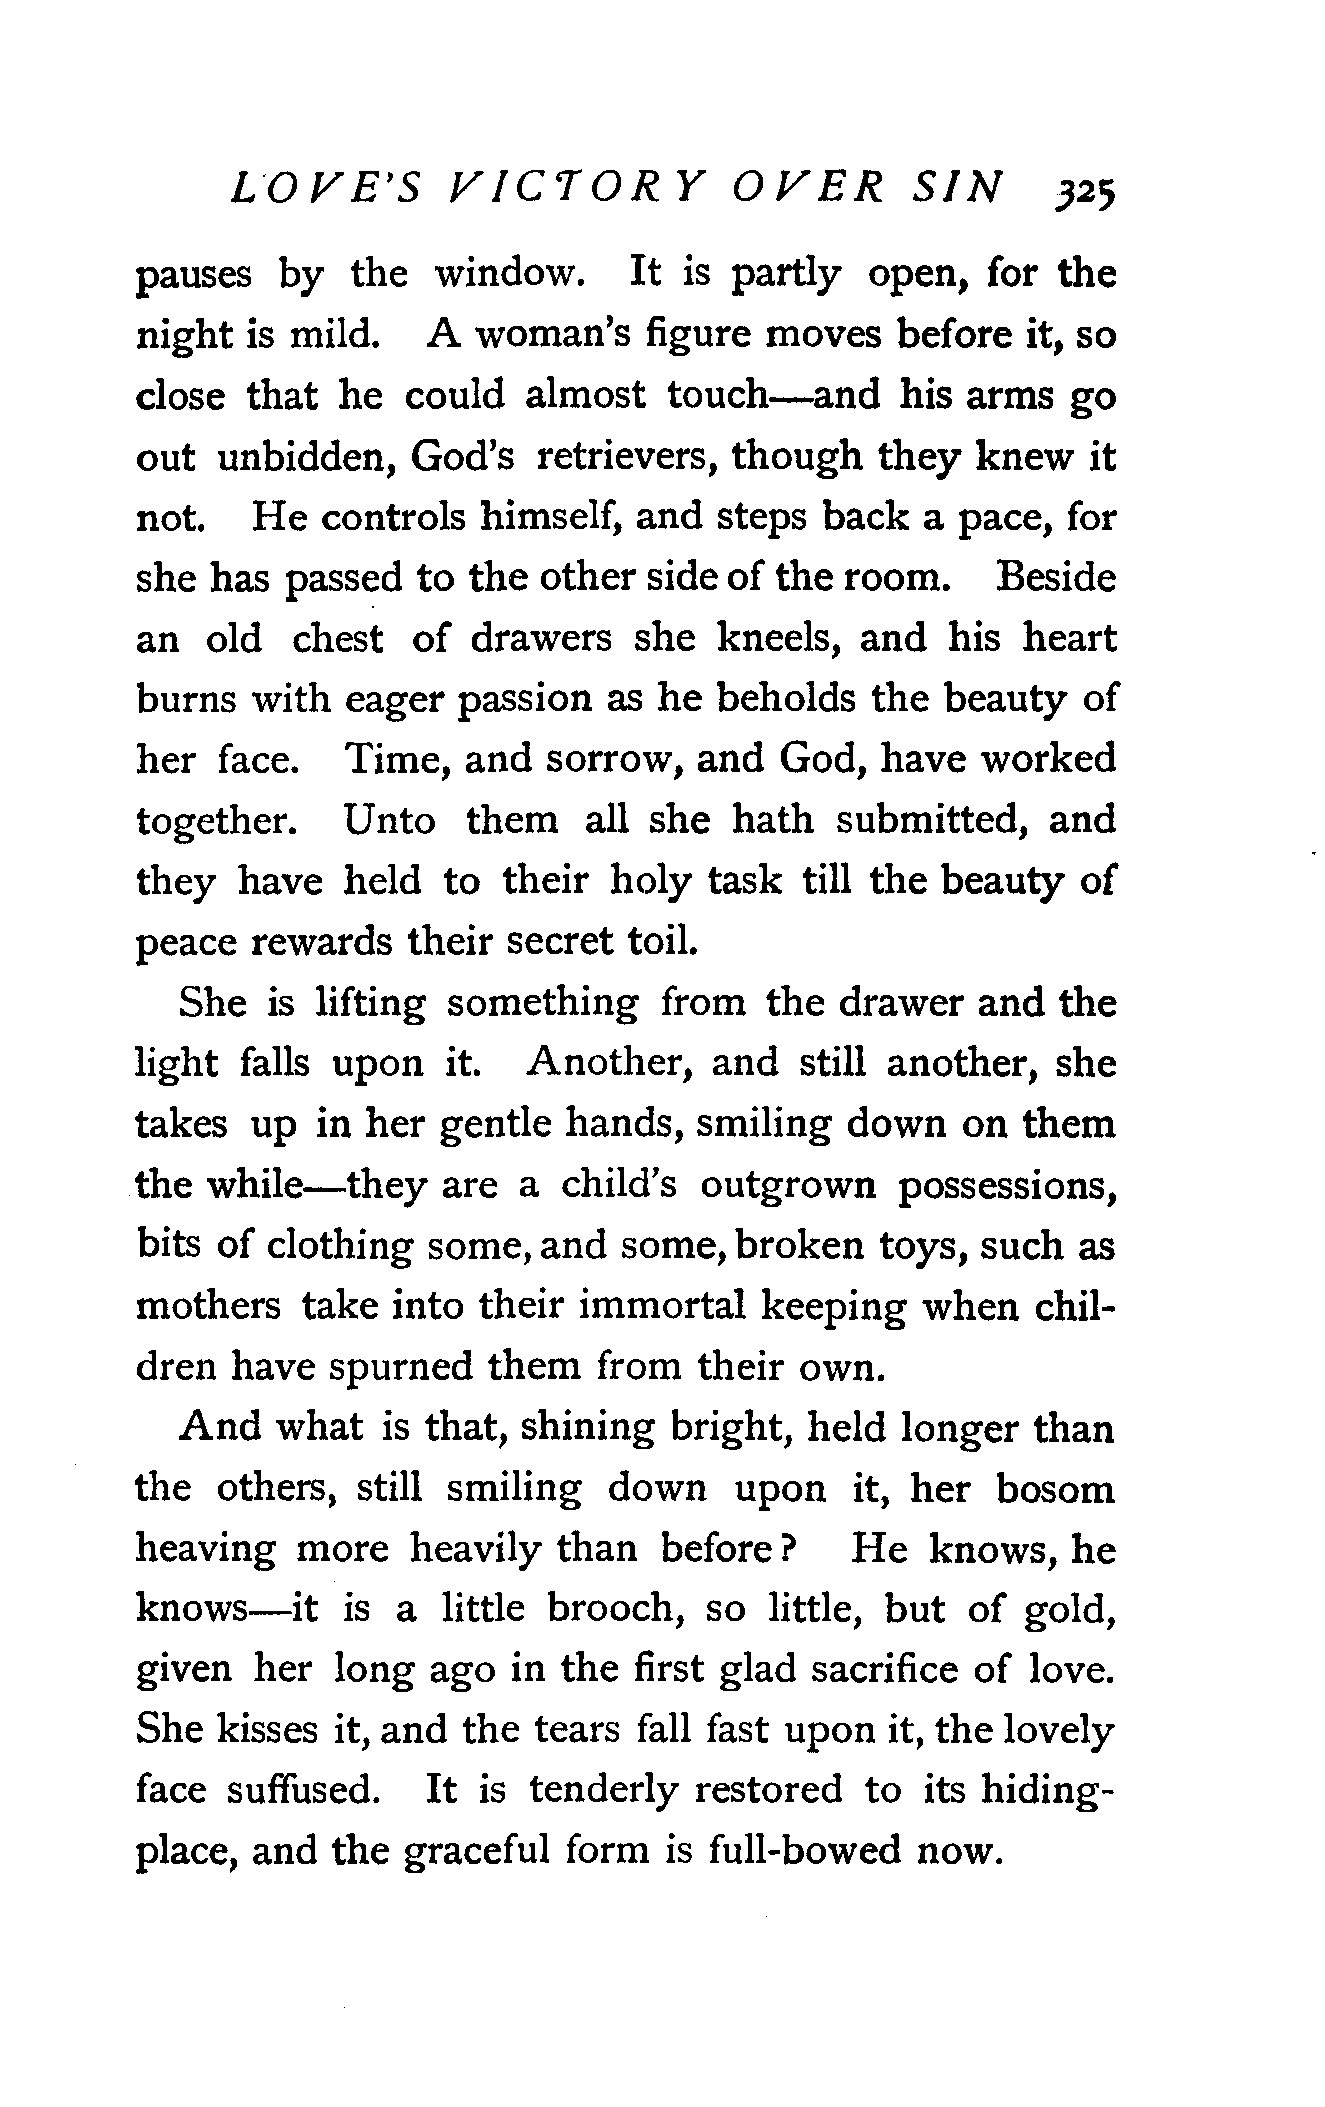 LOVE'S VICTORY OVER SIN 325
pauses by the window. It is partly open, for the
night is mild. A woman's figure moves before it, so
close that he could almost touch—and his arms go
out unbidden, God's retrievers, though they knew it
not. He controls himself, and steps back a pace, for
she has passed to the other side of the room. Beside
an old chest of drawers she kneels, and his heart
burns with eager passion as he beholds the beauty of
her face. Time, and sorrow, and God, have worked
together. Unto them all she hath submitted, and
they have held to their holy task till the beauty of
peace rewards their secret toil.
She is lifting something from the drawer and the
light falls upon it. Another, and still another, she
takes up in her gentle hands, smiling down on them
the while—they are a child's outgrown possessions,
bits of clothing some, and some, broken toys, such as
mothers take into their immortal keeping when chil-
dren have spurned them from their own.
And what is that, shining bright, held longer than
the others, still smiling down upon it, her bosom
heaving more heavily than before? He knows, he
knows—it is a little brooch, so little, but of gold,
given her long ago in the first glad sacrifice of love.
She kisses it, and the tears fall fast upon it, the lovely
face suffused. It is tenderly restored to its hiding-
place, and the graceful form is full-bowed now.